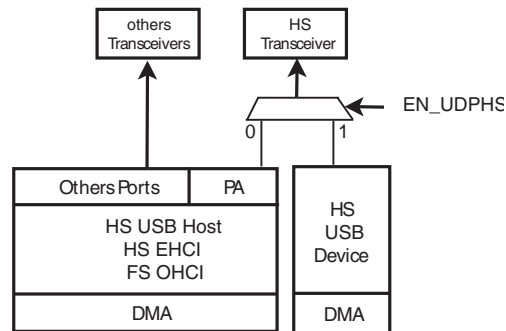 others
Transceivers
HS
Transceiver
EN_UDPHS
0
1
Others Ports
PA
HS USB Host
HS EHCI
FS OHCI
DMA
HS
USB
Device
DMA